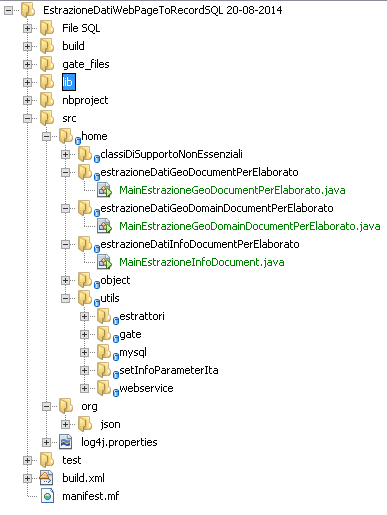 EstrazioneDatiWebPageToRecordSQL 20-08-2014
File SQL
build
gate_files
lib
nbproject
src
home
classiDiSupportoNonEssenziali
estrazioneDatiGeoDocumentPerElaborato
MainEstrazioneGeoDocumentPerElaborato.java
estrazioneDatiGeoDomainDocumentPerElaborato
MainEstrazioneGeoDomainDocumentPerElaborato.java
estrazioneDatiInfoDocumentPerElaborato
MainEstrazioneInfoDocument.java
object
utils
estrattori
gate
mysql
setInfoParameterIta
webservice
org
json
log4j.properties
test
build.xml
manifest.mf